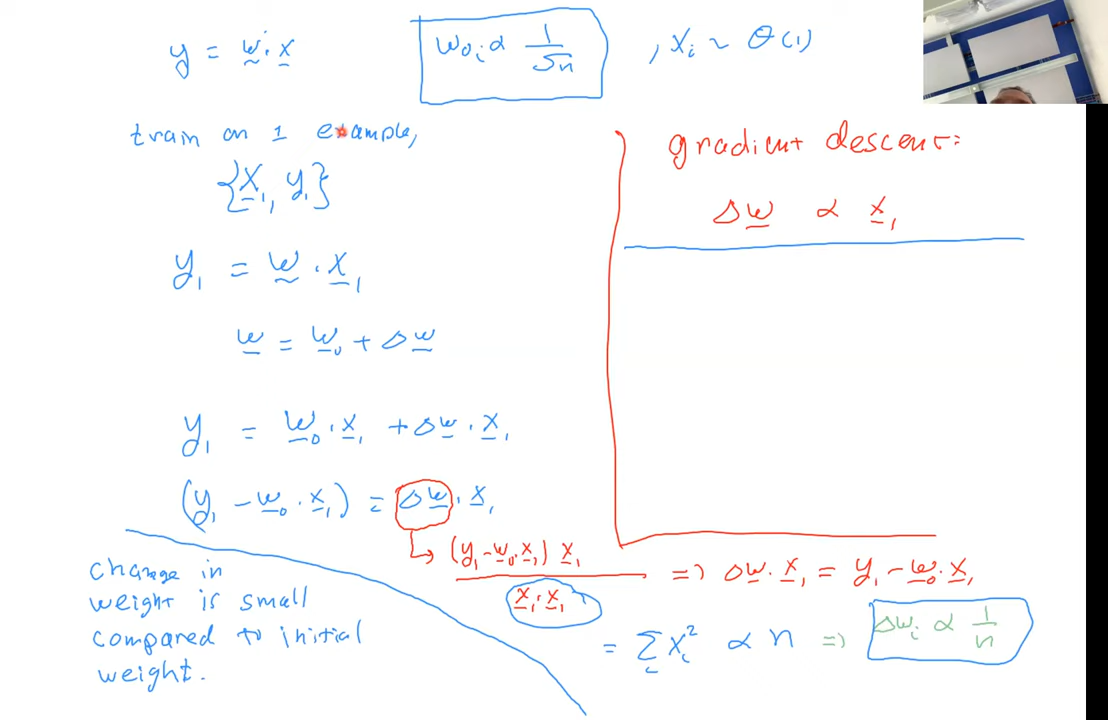 y = w · x
w₀ᵢ ∝ 1/√n , xᵢ ~ θ(1)
train on 1 example,
{x₁, y₁}
y₁ = w · x₁
w = w₀ + Δw
y₁ = w₀ · x₁ + Δw · x₁
(y₁ - w₀ · x₁) = Δw · x₁
(y₁ - w₀ · x₁) x₁ / x₁ · x₁ => Δw · x₁ = y₁ - w₀ · x₁
= Σᵢ xᵢ² ∝ n => Δwᵢ ∝ 1/n
change in
weight is small
compared to initial
weight.
gradient descent:
Δw ∝ x₁